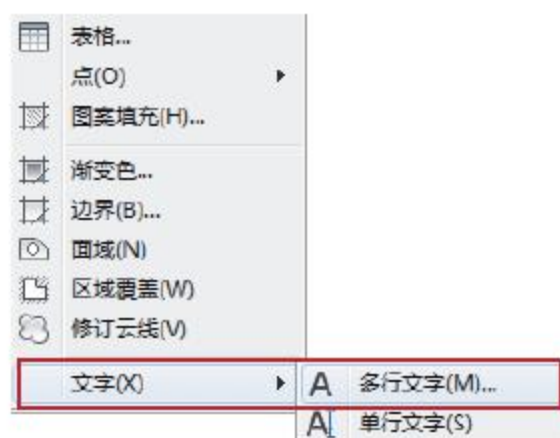 表格...
点(O)
图案填充(H)...
渐变色...
边界(B)...
面域(N)
区域覆盖(W)
修订云线(V)
文字(X)
A 多行文字(M)...
A 单行文字(S)